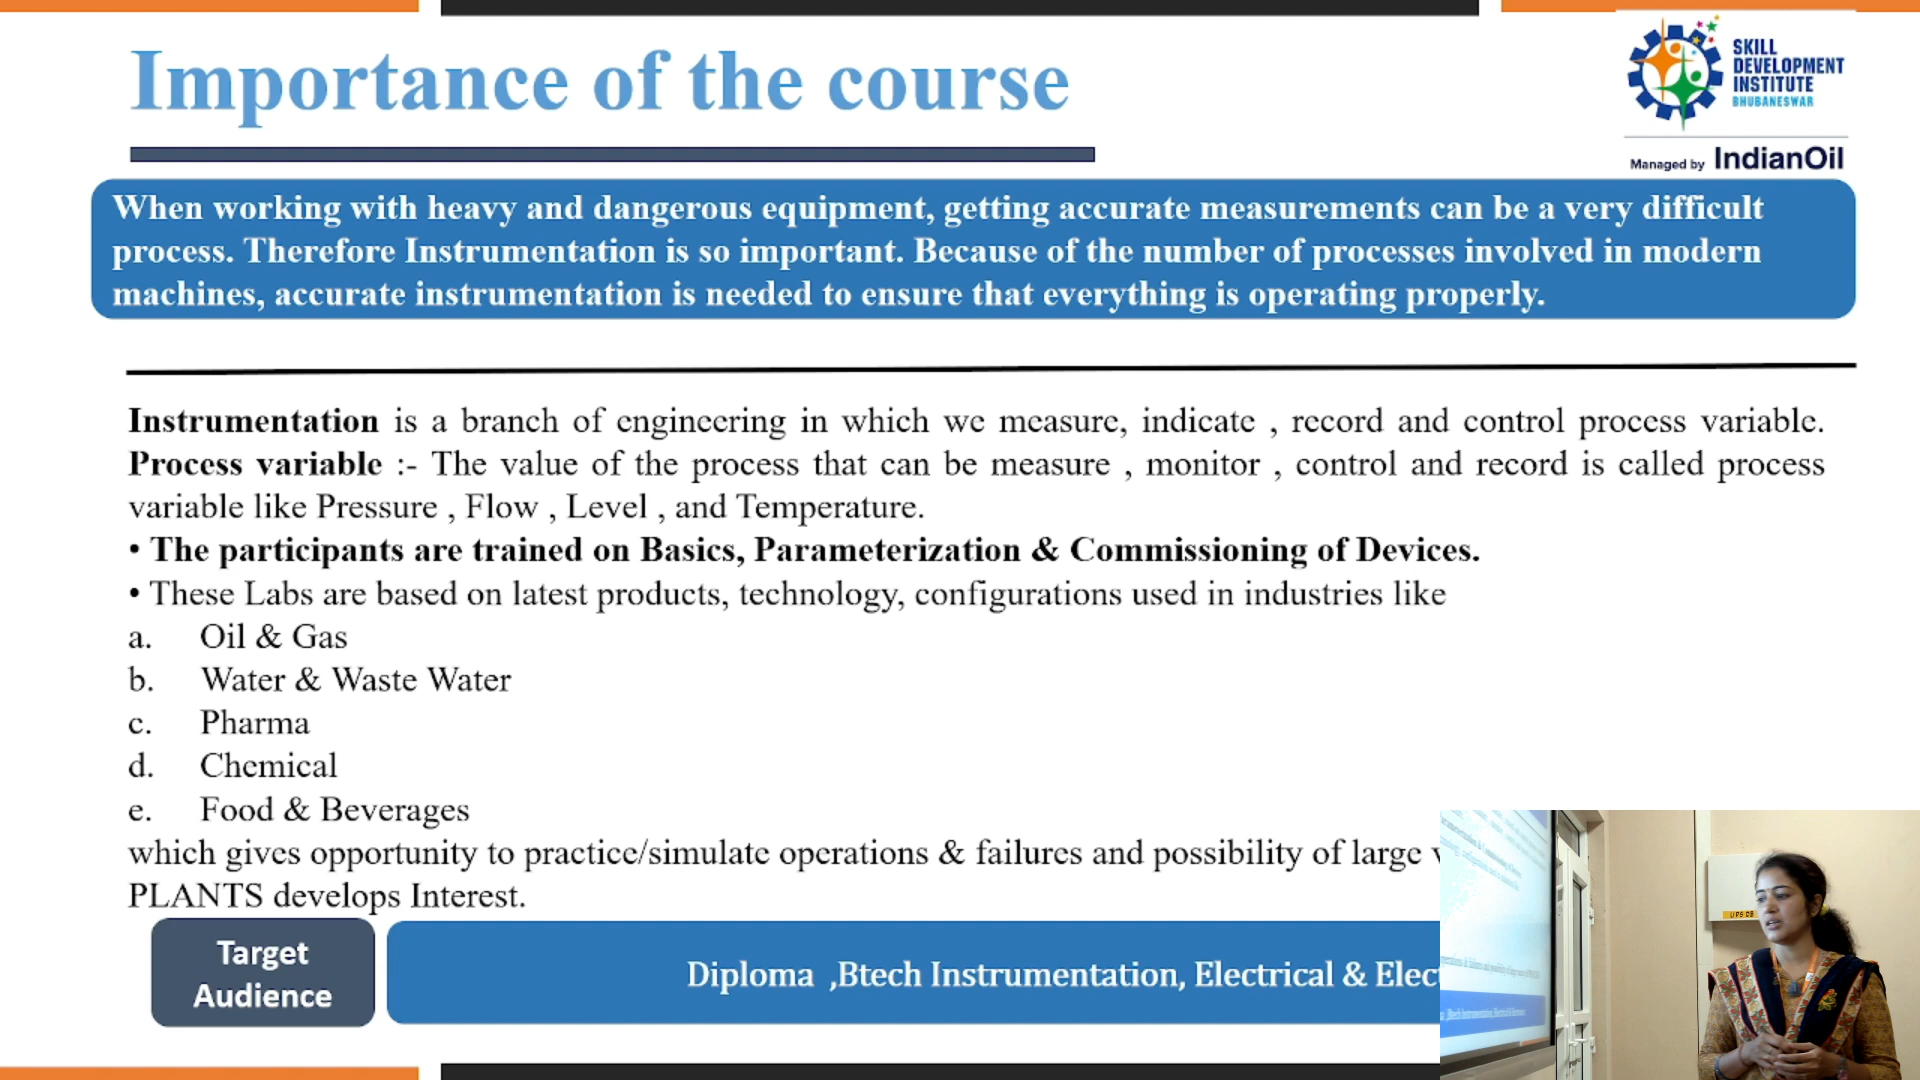 Importance of the course
SKILL
DEVELOPMENT
INSTITUTE
BHUBANESWAR
Managed by IndianOil
When working with heavy and dangerous equipment, getting accurate measurements can be a very difficult
process. Therefore Instrumentation is so important. Because of the number of processes involved in modern
machines, accurate instrumentation is needed to ensure that everything is operating properly.
Instrumentation is a branch of engineering in which we measure, indicate , record and control process variable.
Process variable :- The value of the process that can be measure , monitor , control and record is called process
variable like Pressure , Flow , Level , and Temperature.
• The participants are trained on Basics, Parameterization & Commissioning of Devices.
• These Labs are based on latest products, technology, configurations used in industries like
a. Oil & Gas
b. Water & Waste Water
c. Pharma
d. Chemical
e. Food & Beverages
which gives opportunity to practice/simulate operations & failures and possibility of large
PLANTS develops Interest.
Target
Audience
Diploma ,Btech Instrumentation, Electrical & Elec
UPS DB